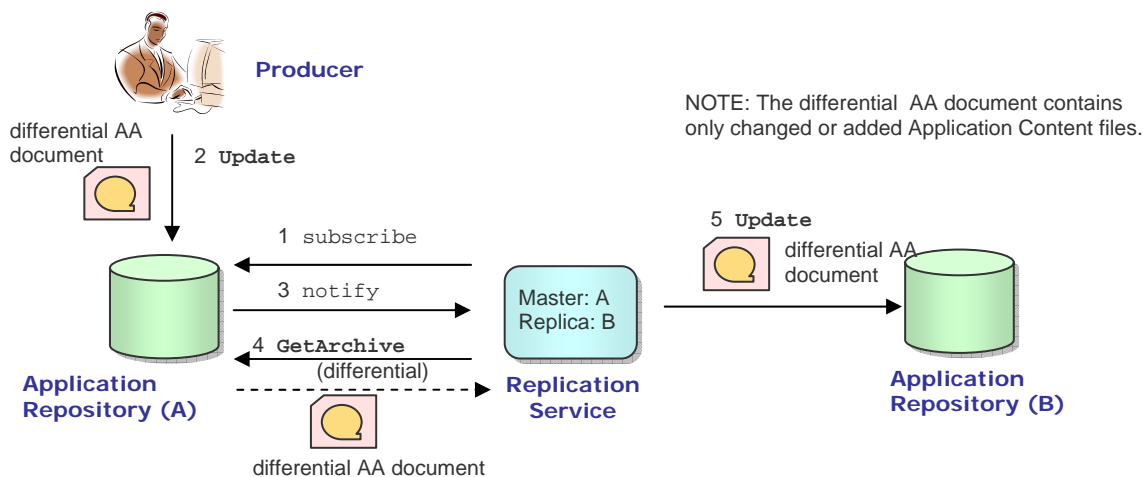 Producer
NOTE: The differential AA document contains
only changed or added Application Content files.
differential AA
document
2 Update
1 subscribe
3 notify
4 GetArchive
(differential)
differential AA document
Application
Repository (A)
Master: A
Replica: B
Replication
Service
5 Update
differential AA
document
Application
Repository (B)